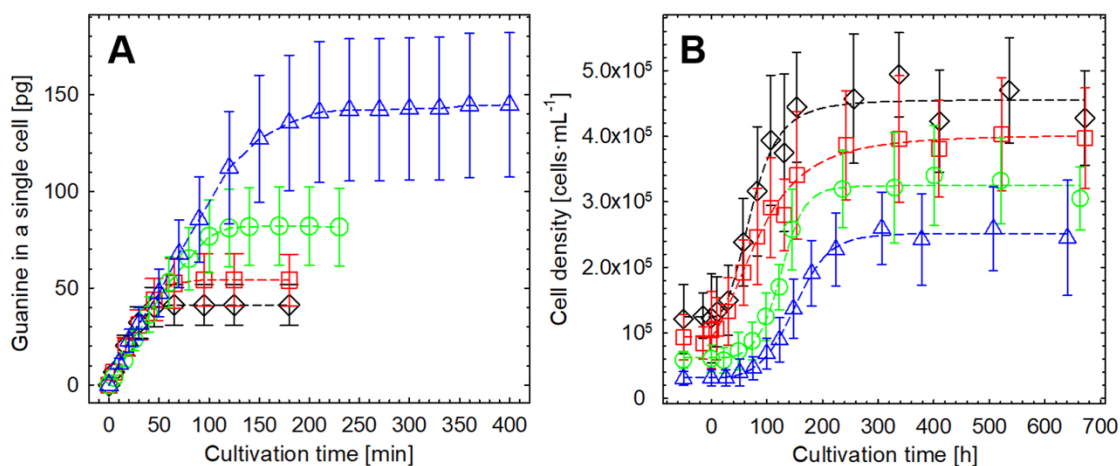 A
Guanine in a single cell [pg]
150
100
50
0
0 50 100 150 200 250 300 350 400
Cultivation time [min]
B
Cell density [cells·mL⁻¹]
5.0x10⁵
4.0x10⁵
3.0x10⁵
2.0x10⁵
10⁵
0
0 100 200 300 400 500 600 700
Cultivation time [h]